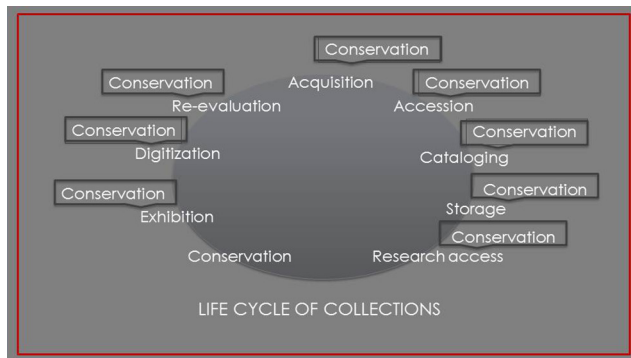 Conservation
Acquisition
Conservation
Accession
Conservation
Cataloging
Conservation
Storage
Conservation
Research access
Conservation
Conservation
Exhibition
Conservation
Digitization
Conservation
Re-evaluation
LIFE CYCLE OF COLLECTIONS